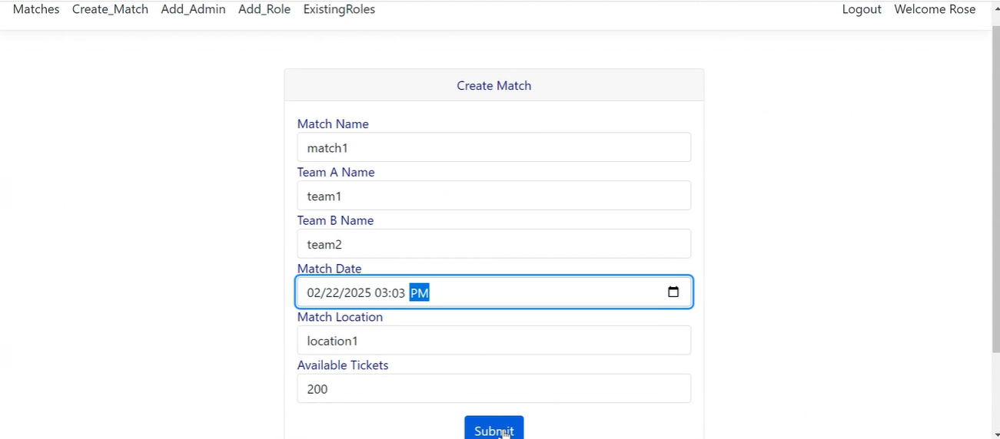 Matches Create_Match Add_Admin Add_Role ExistingRoles Logout Welcome Rose
Create Match
Match Name
match1
Team A Name
team1
Team B Name
team2
Match Date
02/22/2025 03:03 PM
Match Location
location1
Available Tickets
200
Submit